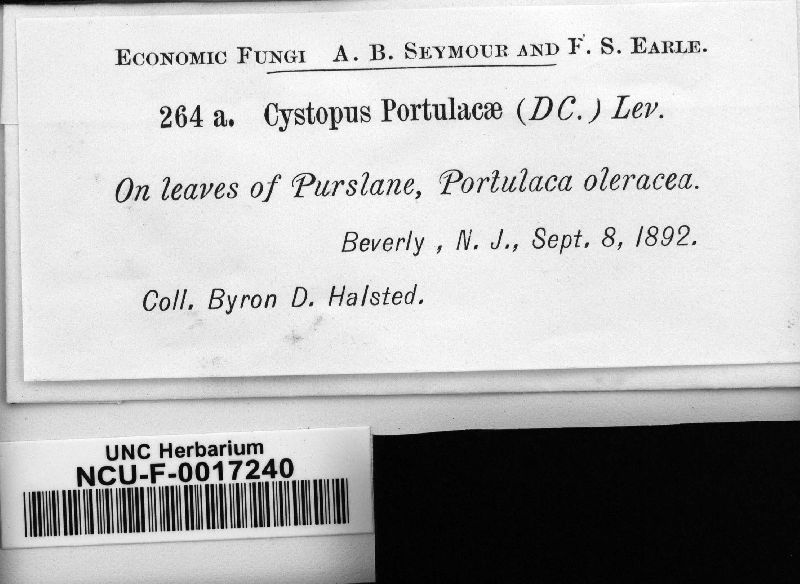 Economic Fungi A. B. Seymour and F. S. Earle.
264 a. Cystopus Portulacæ (DC.) Lev.
On leaves of Purslane, Portulaca oleracea.
Beverly , N. J., Sept. 8, 1892.
Coll. Byron D. Halsted.
UNC Herbarium
NCU-F-0017240